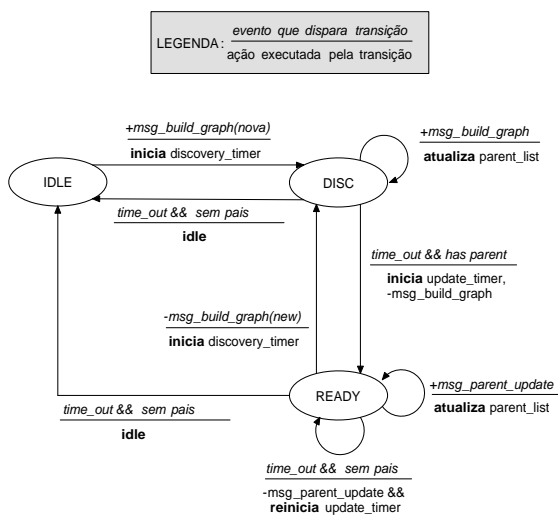 LEGENDA:
evento que dispara transição
ação executada pela transição
+msg_build_graph(nova)
inicia discovery_timer
+msg_build_graph
atualiza parent_list
IDLE
DISC
time_out && sem pais
idle
time_out && has parent
inicia update_timer,
-msg_build_graph
-msg_build_graph(new)
inicia discovery_timer
READY
+msg_parent_update
atualiza parent_list
time_out && sem pais
idle
time_out && sem pais
-msg_parent_update &&
reinicia update_timer